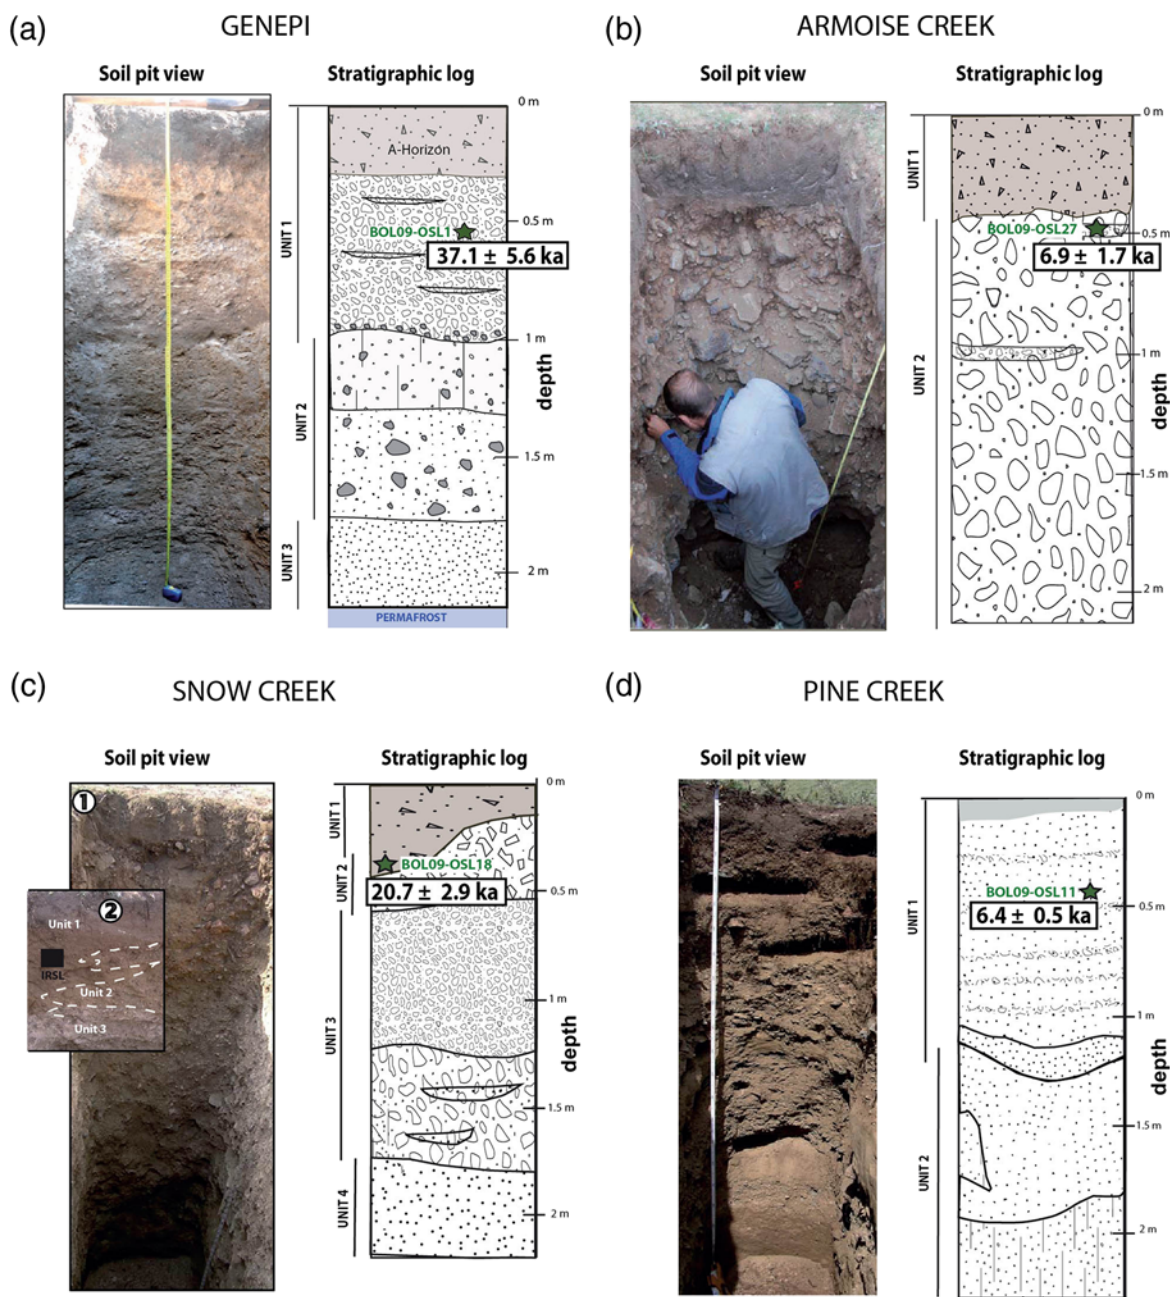 (a)
GENEPI
Soil pit view
Stratigraphic log
0 m
A-Horizon
UNIT 1
0.5 m
BOL09-OSL1
37.1 ± 5.6 ka
1 m
depth
UNIT 2
1.5 m
UNIT 3
2 m
PERMAFROST
(b)
ARMOISE CREEK
Soil pit view
Stratigraphic log
0 m
UNIT 1
BOL09-OSL27
0.5 m
6.9 ± 1.7 ka
1 m
UNIT 2
depth
1.5 m
2 m
(c)
SNOW CREEK
Soil pit view
Stratigraphic log
1
0 m
UNIT 1
UNIT 2
BOL09-OSL18
20.7 ± 2.9 ka
0.5 m
2
Unit 1
IRSL
Unit 2
Unit 3
1 m
UNIT 3
depth
1.5 m
UNIT 4
2 m
(d)
PINE CREEK
Soil pit view
Stratigraphic log
0 m
UNIT 1
BOL09-OSL11
0.5 m
6.4 ± 0.5 ka
1 m
depth
UNIT 2
1.5 m
2 m